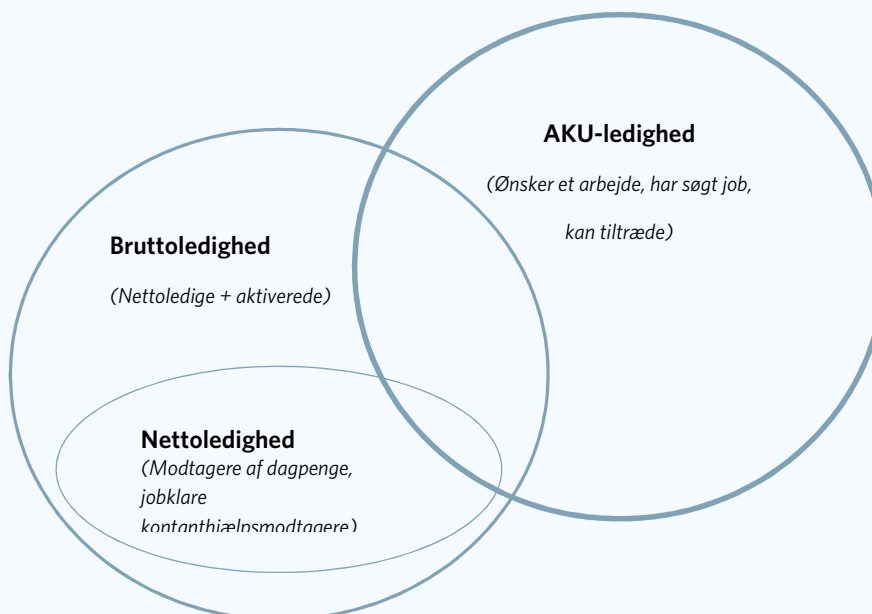 AKU-ledighed
(Ønsker et arbejde, har søgt job,
kan tiltræde)
Bruttoledighed
(Nettoledige + aktiverede)
Nettoledighed
(Modtagere af dagpenge,
jobklare
kontanthjælpsmodtagere)